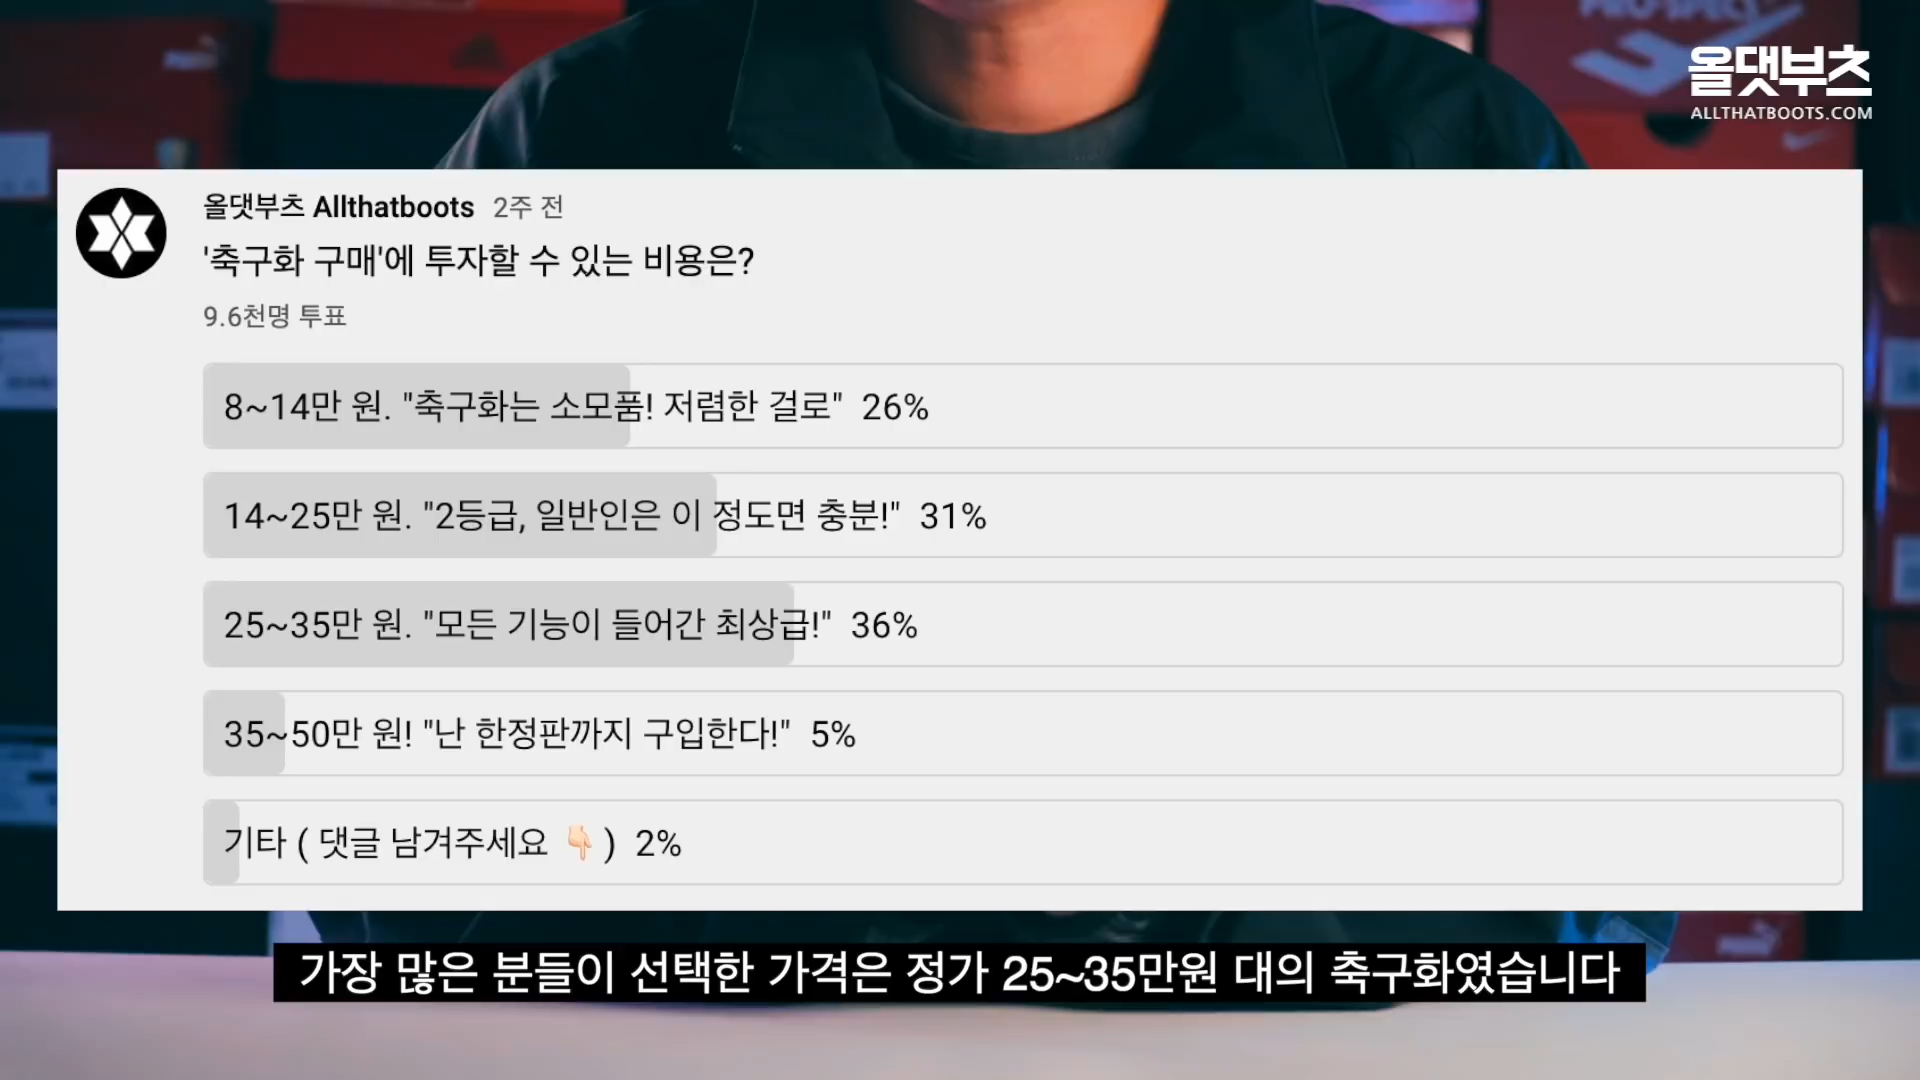 PUMA
PRO:SPECS
올댓부츠
ALLTHATBOOTS.COM
올댓부츠 Allthatboots 2주 전
'축구화 구매'에 투자할 수 있는 비용은?
9.6천명 투표
8~14만 원. "축구화는 소모품! 저렴한 걸로" 26%
14~25만 원. "2등급, 일반인은 이 정도면 충분!" 31%
25~35만 원. "모든 기능이 들어간 최상급!" 36%
35~50만 원! "난 한정판까지 구입한다!" 5%
기타 ( 댓글 남겨주세요 👇🏻 ) 2%
가장 많은 분들이 선택한 가격은 정가 25~35만원 대의 축구화였습니다